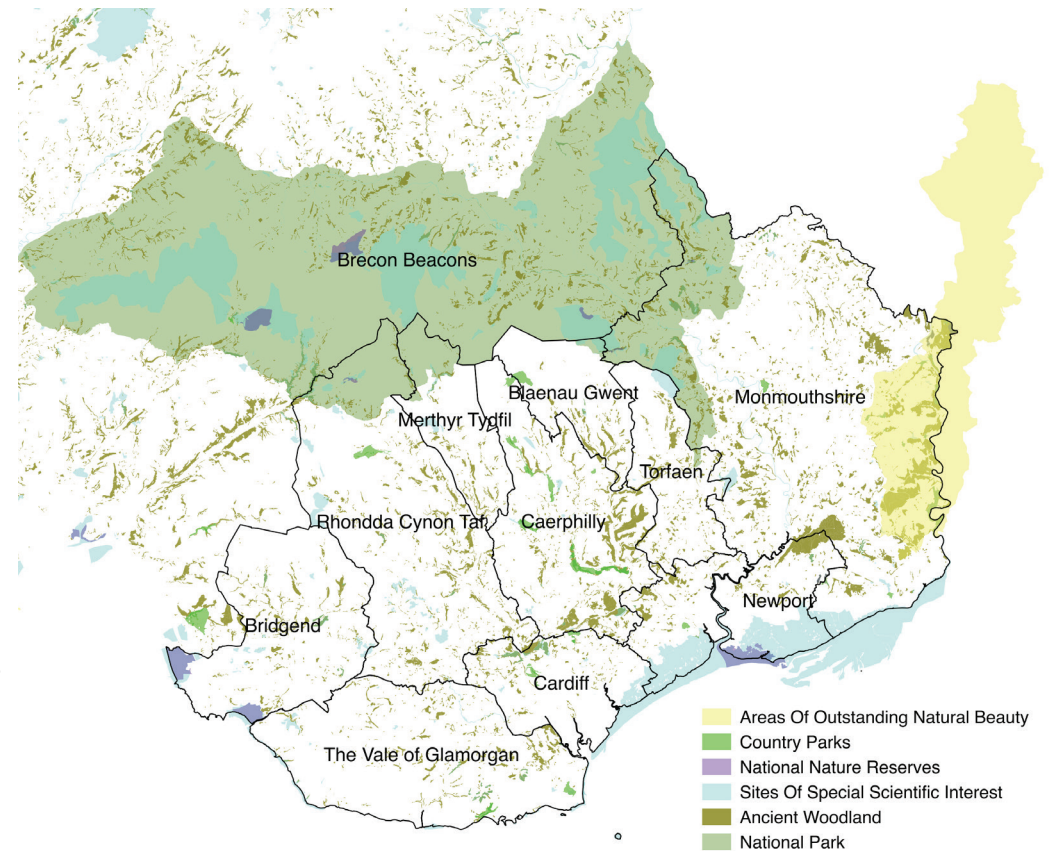 Brecon Beacons
Blaenau Gwent
Monmouthshire
Merthyr Tydfil
Torfaen
Rhondda Cynon Taf
Caerphilly
Newport
Bridgend
Cardiff
The Vale of Glamorgan
Areas Of Outstanding Natural Beauty
Country Parks
National Nature Reserves
Sites Of Special Scientific Interest
Ancient Woodland
National Park